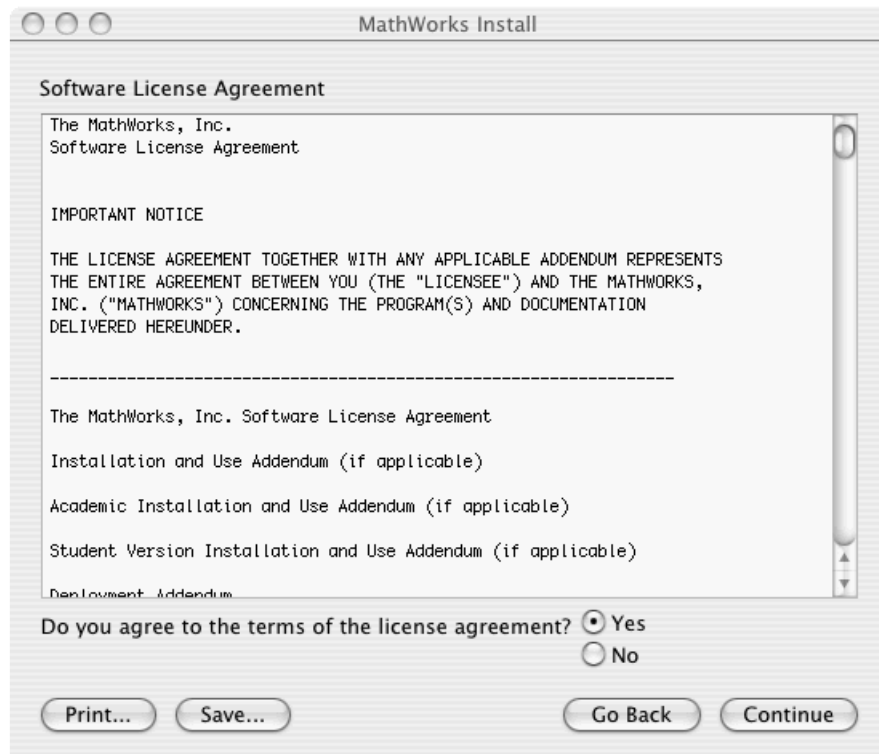 MathWorks Install
Software License Agreement
The MathWorks, Inc.
Software License Agreement
IMPORTANT NOTICE
THE LICENSE AGREEMENT TOGETHER WITH ANY APPLICABLE ADDENDUM REPRESENTS
THE ENTIRE AGREEMENT BETWEEN YOU (THE "LICENSEE") AND THE MATHWORKS,
INC. ("MATHWORKS") CONCERNING THE PROGRAM(S) AND DOCUMENTATION
DELIVERED HEREUNDER.
The MathWorks, Inc. Software License Agreement
Installation and Use Addendum (if applicable)
Academic Installation and Use Addendum (if applicable)
Student Version Installation and Use Addendum (if applicable)
Deployment Addendum
Do you agree to the terms of the license agreement? Yes
No
Print... Save... Go Back Continue